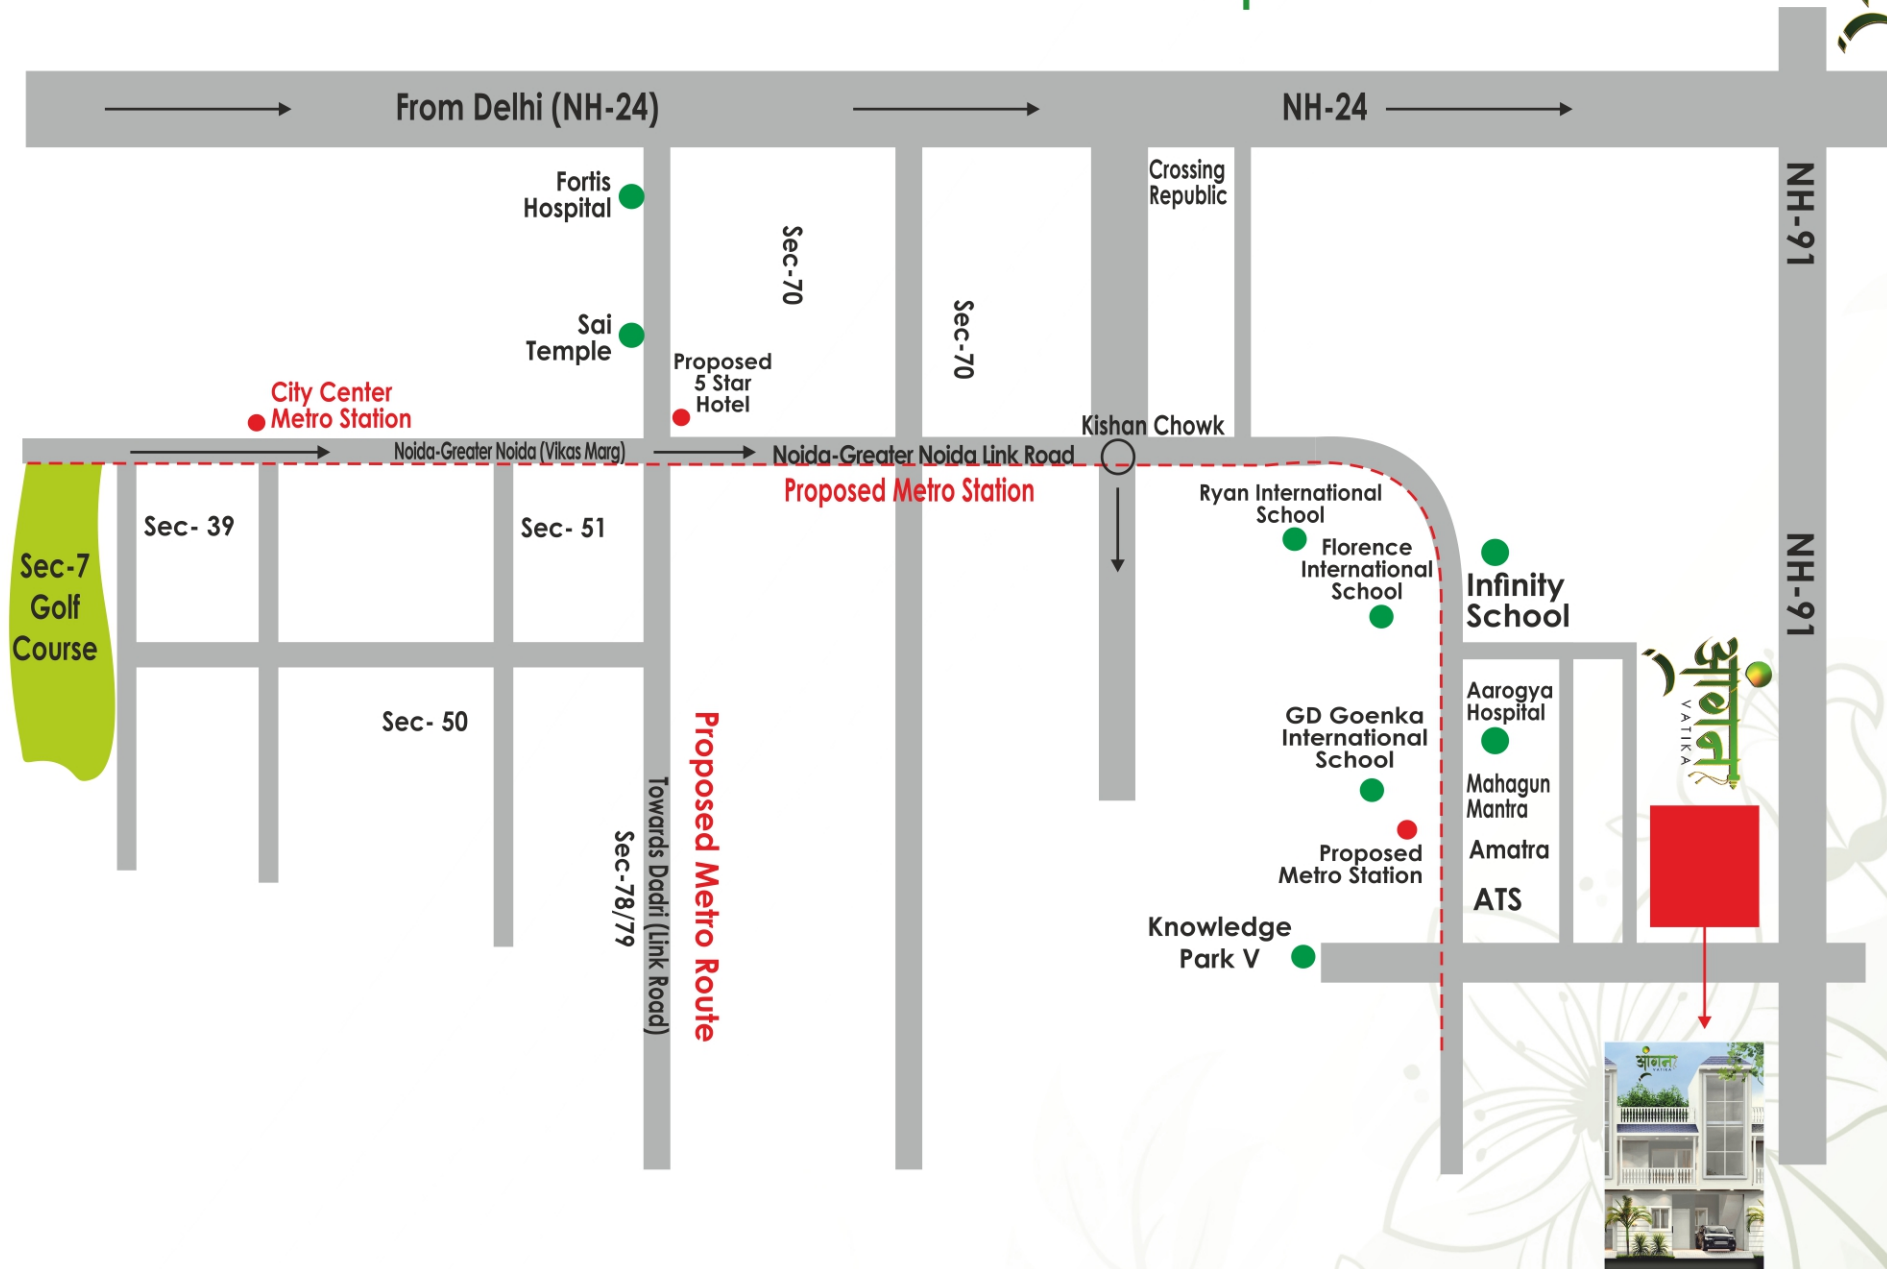 From Delhi (NH-24)
NH-24
NH-91
Fortis
Hospital
Crossing
Republic
Sec-70
Sec-70
Sai
Temple
Proposed
5 Star
Hotel
City Center
Metro Station
Kishan Chowk
Noida-Greater Noida (Vikas Marg)
Noida-Greater Noida Link Road
Proposed Metro Station
Ryan International
School
Sec- 39
Sec- 51
Florence
International
School
Infinity
School
NH-91
Sec-7
Golf
Course
आंगन
VATIKA
Aarogya
Hospital
Sec- 50
GD Goenka
International
School
Mahagun
Mantra
Proposed Metro Route
Towards Dadri (Link Road)
Sec-78/79
Proposed
Metro Station
Amatra
ATS
Knowledge
Park V
आंगन
VATIKA